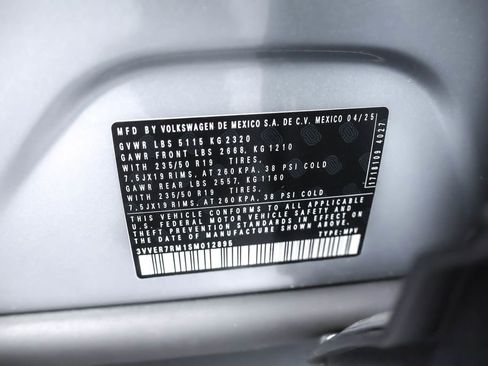 MFD. BY VOLKSWAGEN DE MEXICO S.A. DE C.V. MEXICO 04/25
GVWR LBS 5115 KG 2320
GAWR FRONT LBS 2668, KG 1210
WITH 235/50 R19 TIRES,
7.5JX19 RIMS, AT 260 KPA, 38 PSI COLD
GAWR REAR LBS 2557, KG 1160
WITH 235/50 R19 TIRES,
7.5JX19 RIMS, AT 260 KPA, 38 PSI COLD
THIS VEHICLE CONFORMS TO ALL APPLICABLE
U.S. FEDERAL MOTOR VEHICLE SAFETY AND
THEFT PREVENTION STANDARDS IN EFFECT ON
THE DATE OF MANUFACTURE SHOWN ABOVE
3VVER7RM1SM012895 TYPE: MPV
5718109 4027